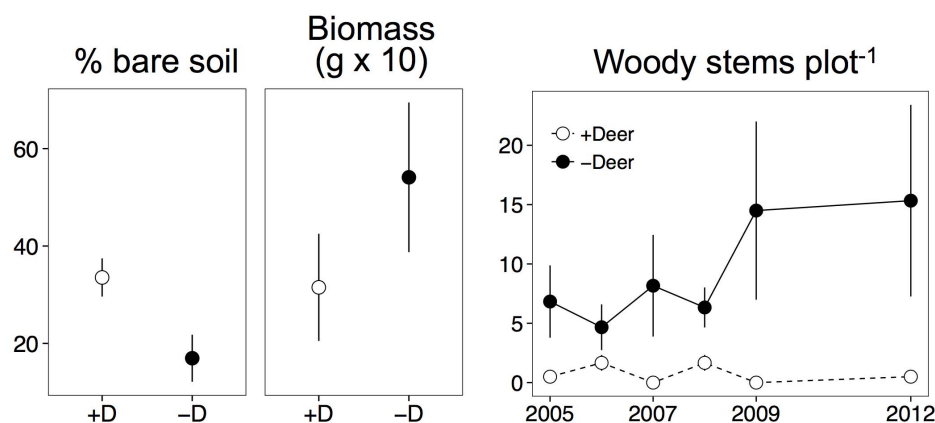 % bare soil
Biomass
(g x 10)
Woody stems plot-1
60
40
20
+D
−D
+D
−D
20
15
10
5
0
+Deer
−Deer
2005
2007
2009
2012